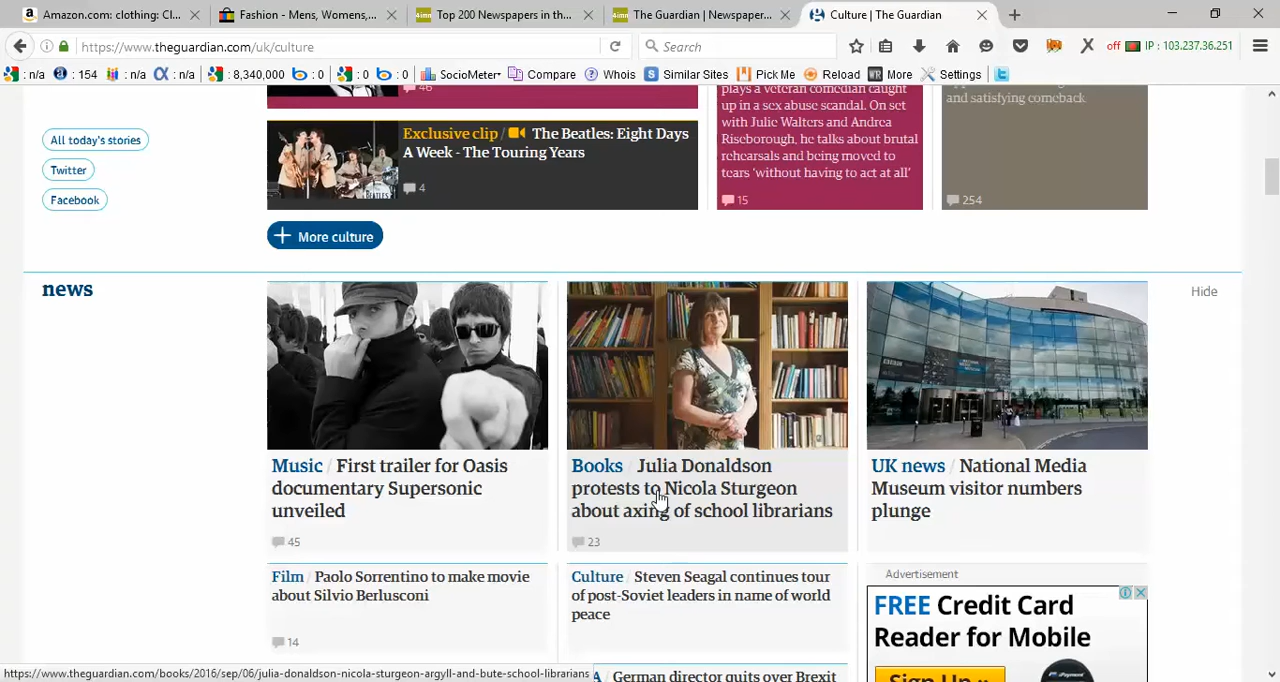 Amazon.com: clothing: Cl...
Fashion - Mens, Womens,...
Top 200 Newspapers in th...
The Guardian | Newspaper...
Culture | The Guardian
https://www.theguardian.com/uk/culture
Search
off IP : 103.237.36.251
: n/a : 154 : n/a : n/a : 8,340,000 : 0 : 0 : 0 SocioMeter Compare Whois Similar Sites Pick Me Reload More Settings
46
plays a veteran comedian caught
up in a sex abuse scandal. On set
with Julie Walters and Andrea
Riseborough, he talks about brutal
rehearsals and being moved to
tears ‘without having to act at all’
15
and satisfying comeback
254
All today's stories
Twitter
Facebook
Exclusive clip / The Beatles: Eight Days
A Week - The Touring Years
4
More culture
news
Hide
Music / First trailer for Oasis
documentary Supersonic
unveiled
45
Books / Julia Donaldson
protests to Nicola Sturgeon
about axing of school librarians
23
UK news / National Media
Museum visitor numbers
plunge
Film / Paolo Sorrentino to make movie
about Silvio Berlusconi
14
Culture / Steven Seagal continues tour
of post-Soviet leaders in name of world
peace
Advertisement
FREE Credit Card
Reader for Mobile
Sign Up »
German director quits over Brexit
https://www.theguardian.com/books/2016/sep/06/julia-donaldson-nicola-sturgeon-argyll-and-bute-school-librarians